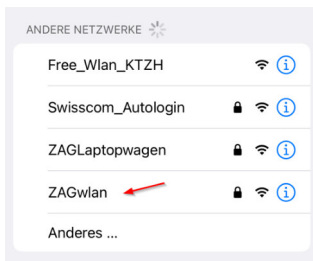 ANDERE NETZWERKE
Free_Wlan_KTZH
Swisscom_Autologin
ZAGLaptopwagen
ZAGwlan
Anderes ...